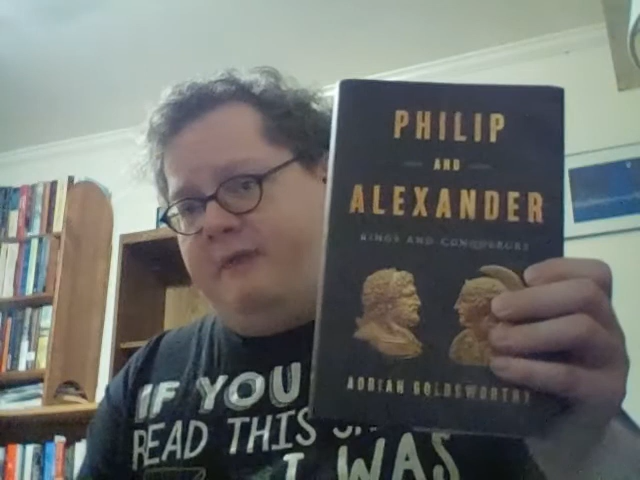 PHILIP
AND
ALEXANDER
KINGS AND CONQUERORS
ADRIAN GOLDSWORTHY
IF YOU
READ THIS
I WAS